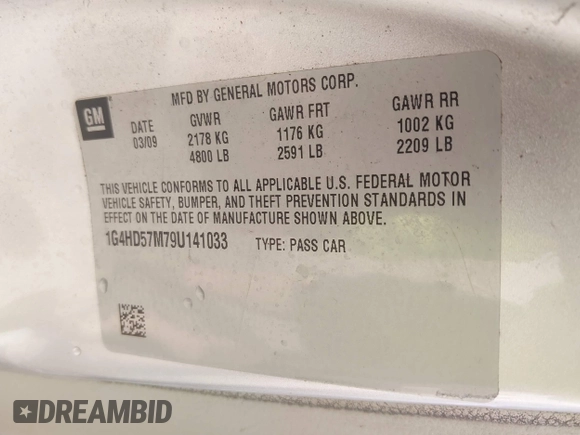 GM
MFD BY GENERAL MOTORS CORP.
DATE GVWR GAWR FRT GAWR RR
03/09 2178 KG 1176 KG 1002 KG
4800 LB 2591 LB 2209 LB
THIS VEHICLE CONFORMS TO ALL APPLICABLE U.S. FEDERAL MOTOR
VEHICLE SAFETY, BUMPER, AND THEFT PREVENTION STANDARDS IN
EFFECT ON THE DATE OF MANUFACTURE SHOWN ABOVE.
1G4HD57M79U141033 TYPE: PASS CAR
DREAMBID